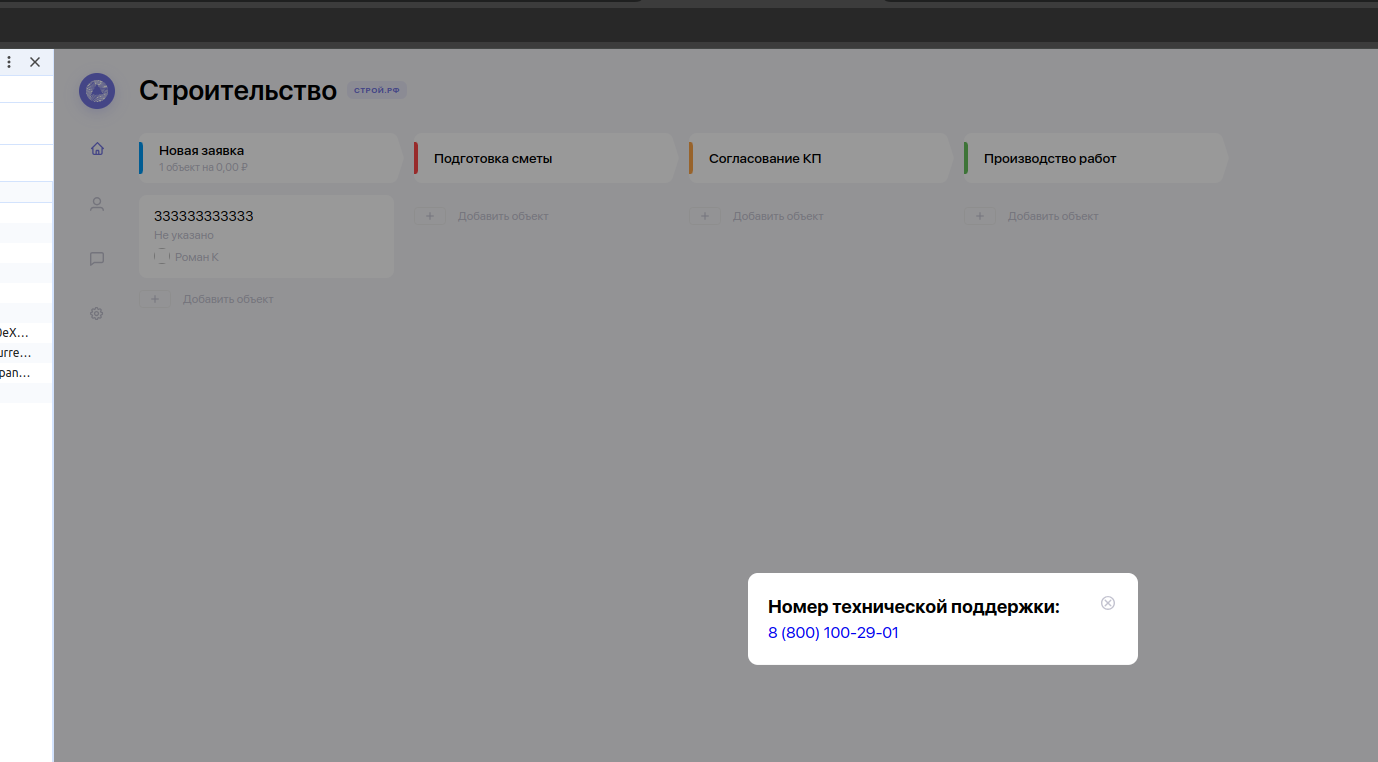 Строительство
СТРОЙ.РФ
Новая заявка
1 объект на 0,00 ₽
Подготовка сметы
Согласование КП
Производство работ
333333333333
Не указано
Роман К
+ Добавить объект
+ Добавить объект
+ Добавить объект
+ Добавить объект
eX...
urre...
pan...
Номер технической поддержки:
8 (800) 100-29-01